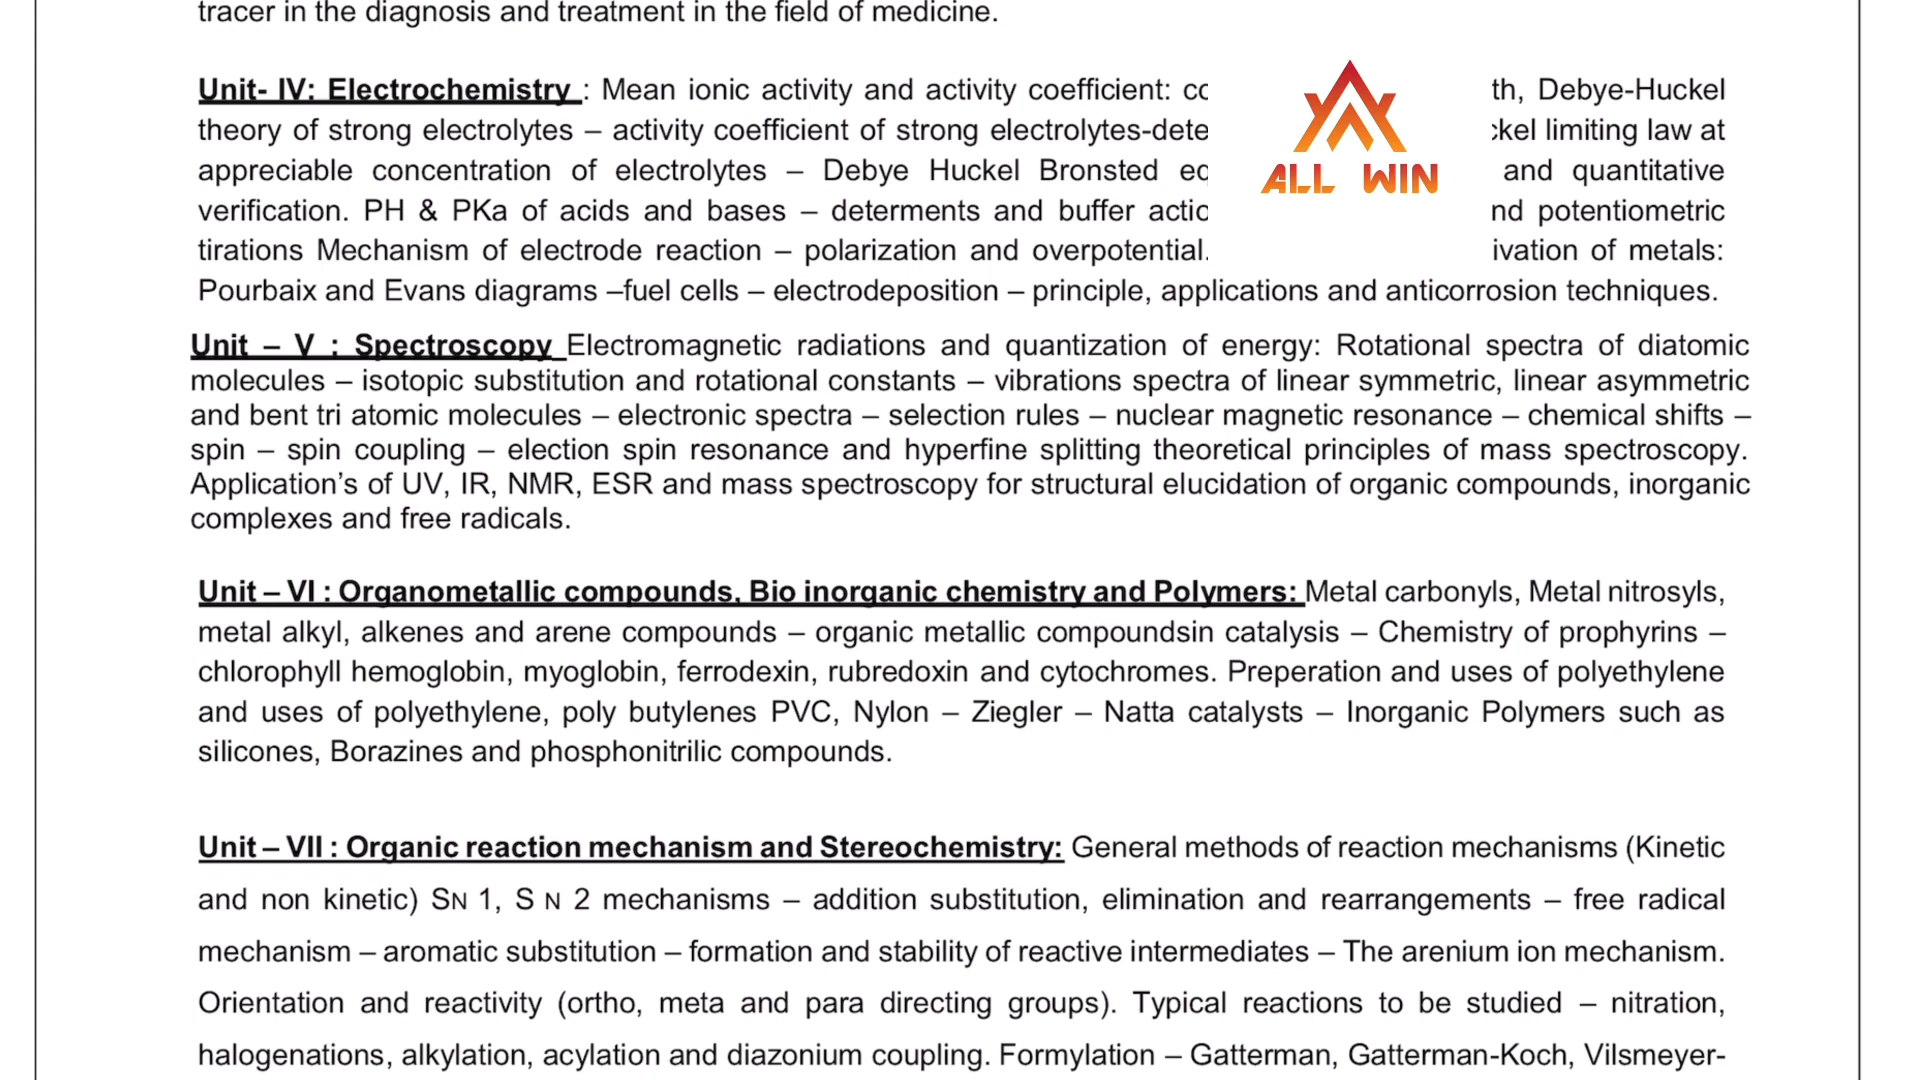 tracer in the diagnosis and treatment in the field of medicine.
Unit- IV: Electrochemistry : Mean ionic activity and activity coefficient: Debye-Huckel
theory of strong electrolytes – activity coefficient of strong limiting law at
appreciable concentration of electrolytes – Debye Huckel Bronsted and quantitative
verification. PH & PKa of acids and bases – determents and buffer potentiometric
tirations Mechanism of electrode reaction – polarization and overpotential. of metals:
Pourbaix and Evans diagrams –fuel cells – electrodeposition – principle, applications and anticorrosion techniques.
ALL WIN
Unit – V : Spectroscopy Electromagnetic radiations and quantization of energy: Rotational spectra of diatomic
molecules – isotopic substitution and rotational constants – vibrations spectra of linear symmetric, linear asymmetric
and bent tri atomic molecules – electronic spectra – selection rules – nuclear magnetic resonance – chemical shifts –
spin – spin coupling – election spin resonance and hyperfine splitting theoretical principles of mass spectroscopy.
Application’s of UV, IR, NMR, ESR and mass spectroscopy for structural elucidation of organic compounds, inorganic
complexes and free radicals.
Unit – VI : Organometallic compounds, Bio inorganic chemistry and Polymers: Metal carbonyls, Metal nitrosyls,
metal alkyl, alkenes and arene compounds – organic metallic compoundsin catalysis – Chemistry of prophyrins –
chlorophyll hemoglobin, myoglobin, ferrodexin, rubredoxin and cytochromes. Preperation and uses of polyethylene
and uses of polyethylene, poly butylenes PVC, Nylon – Ziegler – Natta catalysts – Inorganic Polymers such as
silicones, Borazines and phosphonitrilic compounds.
Unit – VII : Organic reaction mechanism and Stereochemistry: General methods of reaction mechanisms (Kinetic
and non kinetic) SN 1, S N 2 mechanisms – addition substitution, elimination and rearrangements – free radical
mechanism – aromatic substitution – formation and stability of reactive intermediates – The arenium ion mechanism.
Orientation and reactivity (ortho, meta and para directing groups). Typical reactions to be studied – nitration,
halogenations, alkylation, acylation and diazonium coupling. Formylation – Gatterman, Gatterman-Koch, Vilsmeyer-